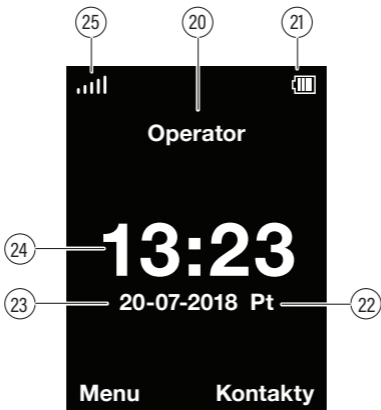 25 20 21
Operator
24 13:23
23 20-07-2018 Pt 22
Menu Kontakty